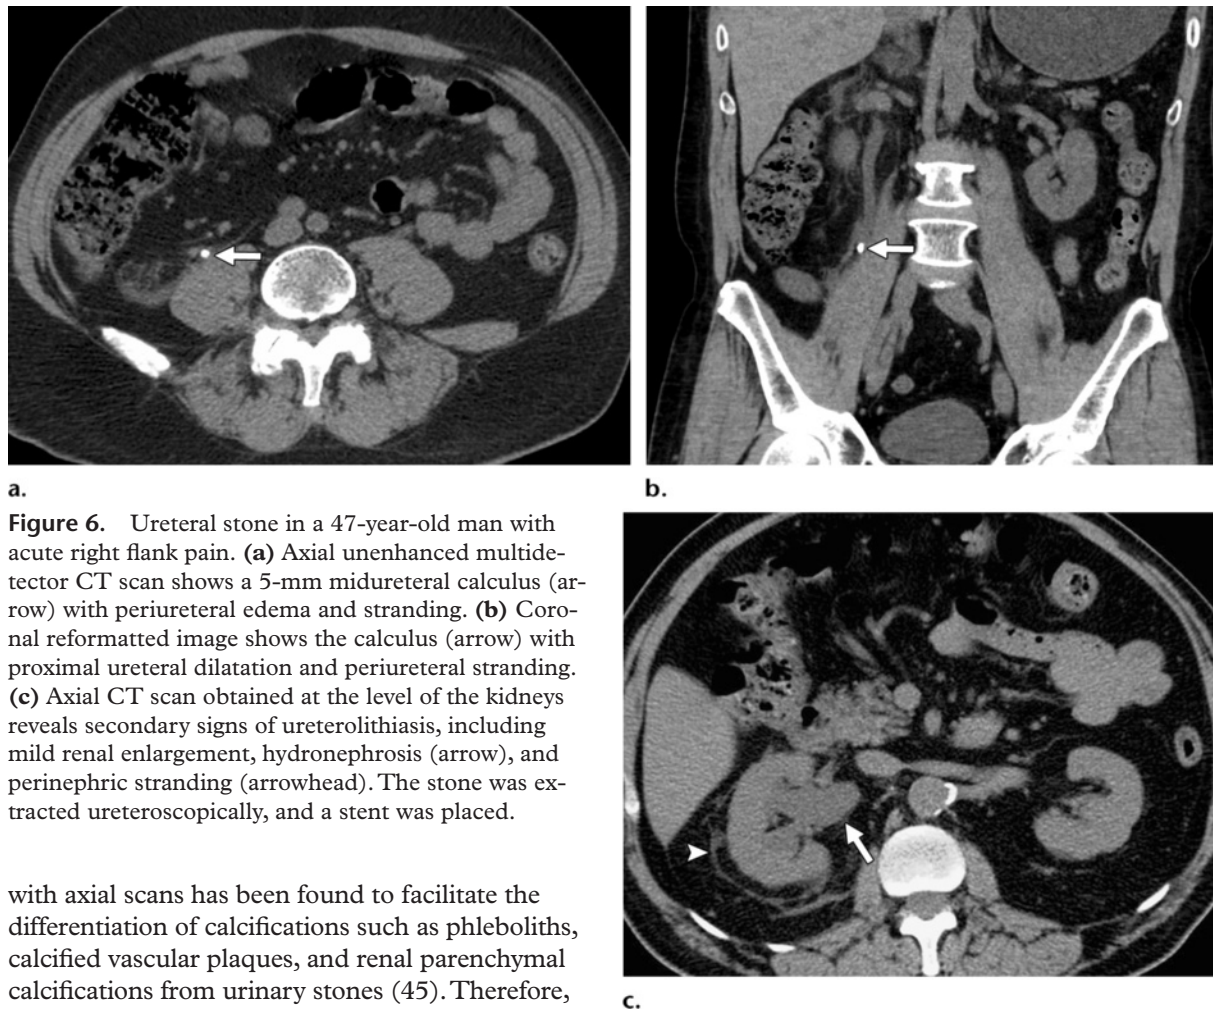 a.
b.
Figure 6. Ureteral stone in a 47-year-old man with
acute right flank pain. (a) Axial unenhanced multide-
tector CT scan shows a 5-mm midureteral calculus (ar-
row) with periureteral edema and stranding. (b) Coro-
nal reformatted image shows the calculus (arrow) with
proximal ureteral dilatation and periureteral stranding.
(c) Axial CT scan obtained at the level of the kidneys
reveals secondary signs of ureterolithiasis, including
mild renal enlargement, hydronephrosis (arrow), and
perinephric stranding (arrowhead). The stone was ex-
tracted ureteroscopically, and a stent was placed.
with axial scans has been found to facilitate the
differentiation of calcifications such as phleboliths,
calcified vascular plaques, and renal parenchymal
calcifications from urinary stones (45). Therefore,
c.